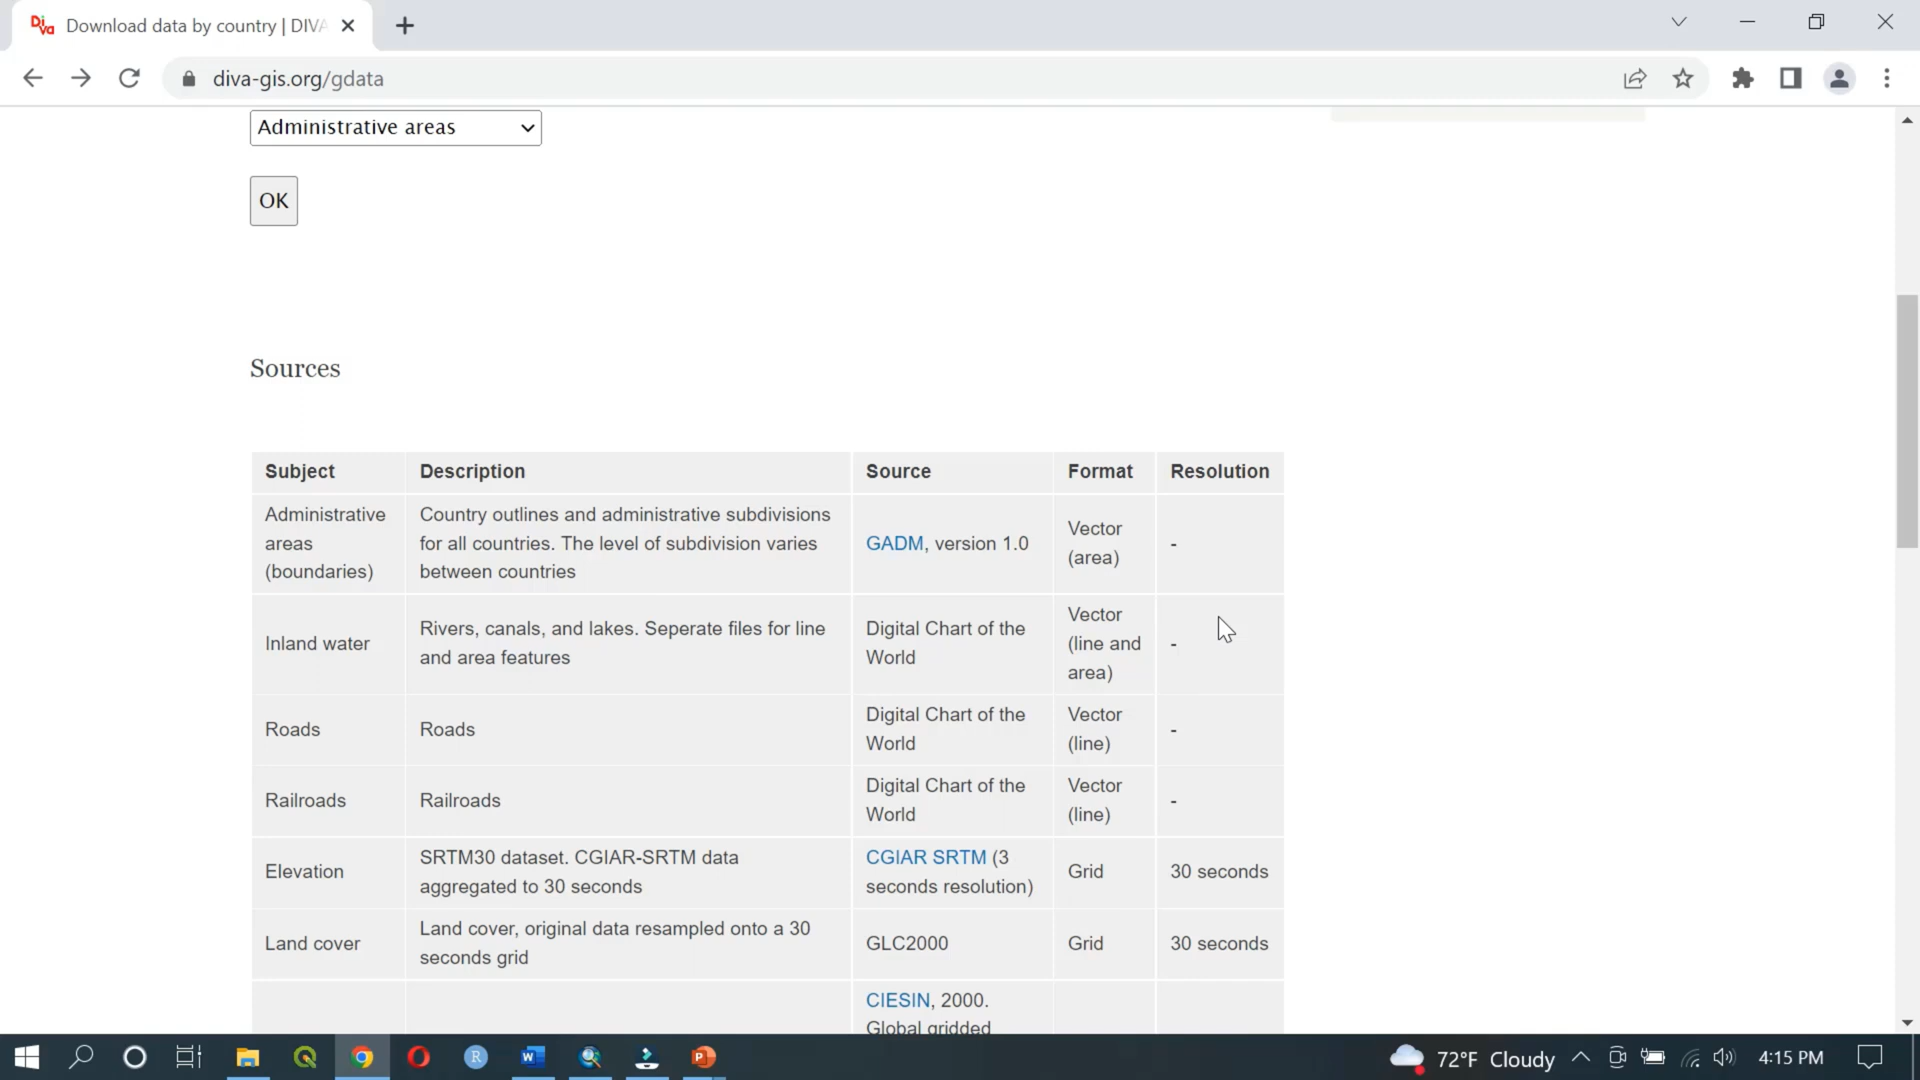 Download data by country | DIVA
diva-gis.org/gdata
Administrative areas
OK
Sources
Subject Description Source Format Resolution
Administrative areas (boundaries)
Country outlines and administrative subdivisions
for all countries. The level of subdivision varies
between countries
GADM, version 1.0
Vector
(area)
-
Inland water
Rivers, canals, and lakes. Seperate files for line
and area features
Digital Chart of the
World
Vector
(line and
area)
-
Roads
Roads
Digital Chart of the
World
Vector
(line)
-
Railroads
Railroads
Digital Chart of the
World
Vector
(line)
-
Elevation
SRTM30 dataset. CGIAR-SRTM data
aggregated to 30 seconds
CGIAR SRTM (3
seconds resolution)
Grid
30 seconds
Land cover
Land cover, original data resampled onto a 30
seconds grid
GLC2000
Grid
30 seconds
CIESIN, 2000.
Global gridded
72°F Cloudy
4:15 PM